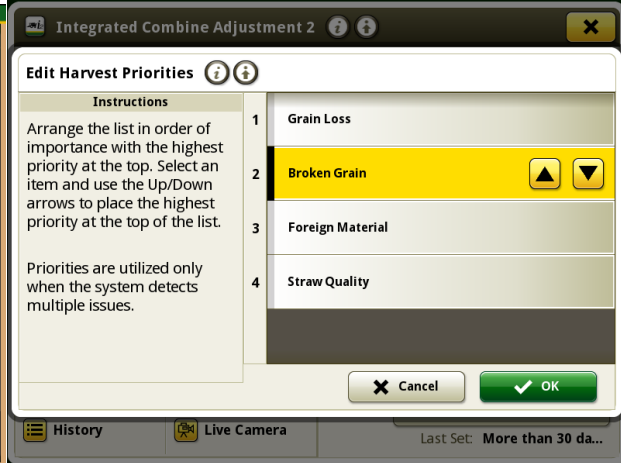 Integrated Combine Adjustment 2
Edit Harvest Priorities
Instructions
Arrange the list in order of
importance with the highest
priority at the top. Select an
item and use the Up/Down
arrows to place the highest
priority at the top of the list.
Priorities are utilized only
when the system detects
multiple issues.
1 Grain Loss
2 Broken Grain
3 Foreign Material
4 Straw Quality
Cancel
OK
History
Live Camera
Last Set: More than 30 da...